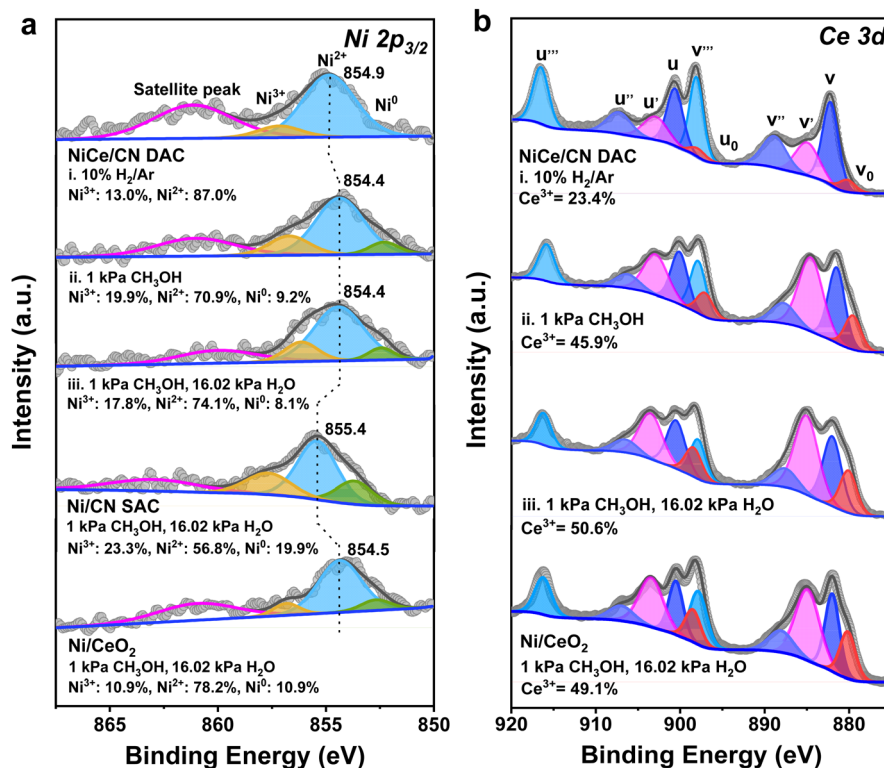 a
Ni 2p3/2
Satellite peak
Ni3+
Ni2+
854.9
Ni0
NiCe/CN DAC
i. 10% H2/Ar
Ni3+: 13.0%, Ni2+: 87.0%
854.4
ii. 1 kPa CH3OH
Ni3+: 19.9%, Ni2+: 70.9%, Ni0: 9.2%
854.4
iii. 1 kPa CH3OH, 16.02 kPa H2O
Ni3+: 17.8%, Ni2+: 74.1%, Ni0: 8.1%
855.4
Ni/CN SAC
1 kPa CH3OH, 16.02 kPa H2O
Ni3+: 23.3%, Ni2+: 56.8%, Ni0: 19.9%
854.5
Ni/CeO2
1 kPa CH3OH, 16.02 kPa H2O
Ni3+: 10.9%, Ni2+: 78.2%, Ni0: 10.9%
865 860 855 850
Binding Energy (eV)
Intensity (a.u.)
b
Ce 3d
u'''
u''
u'
u
v'''
u0
v''
v'
v
v0
NiCe/CN DAC
i. 10% H2/Ar
Ce3+= 23.4%
ii. 1 kPa CH3OH
Ce3+= 45.9%
iii. 1 kPa CH3OH, 16.02 kPa H2O
Ce3+= 50.6%
Ni/CeO2
1 kPa CH3OH, 16.02 kPa H2O
Ce3+= 49.1%
920 910 900 890 880
Binding Energy (eV)
Intensity (a.u.)